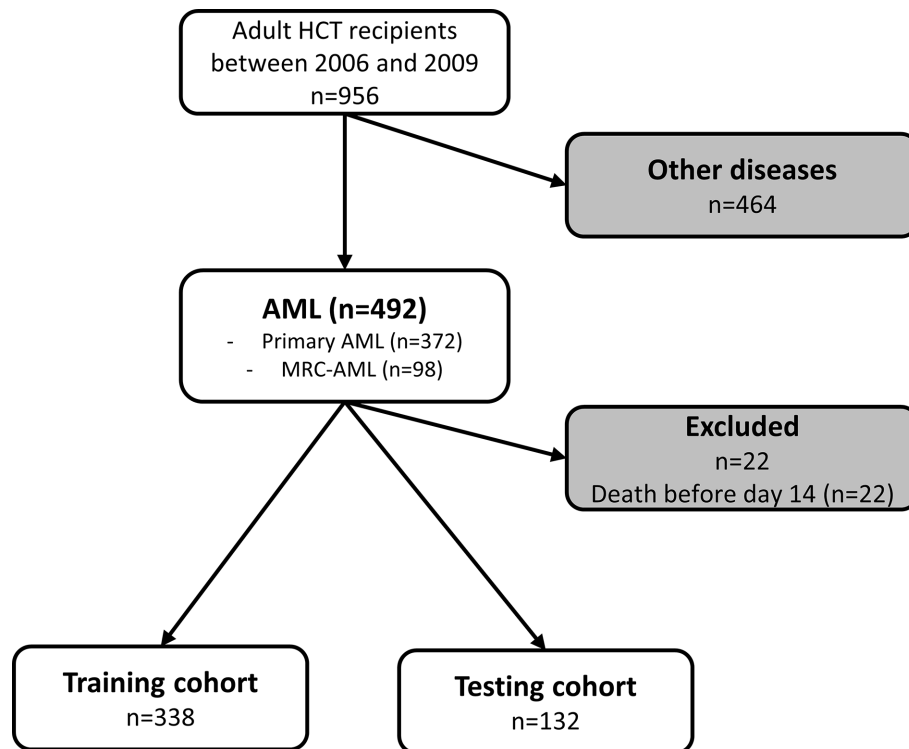 Adult HCT recipients
between 2006 and 2009
n=956
Other diseases
n=464
AML (n=492)
- Primary AML (n=372)
- MRC-AML (n=98)
Excluded
n=22
Death before day 14 (n=22)
Training cohort
n=338
Testing cohort
n=132